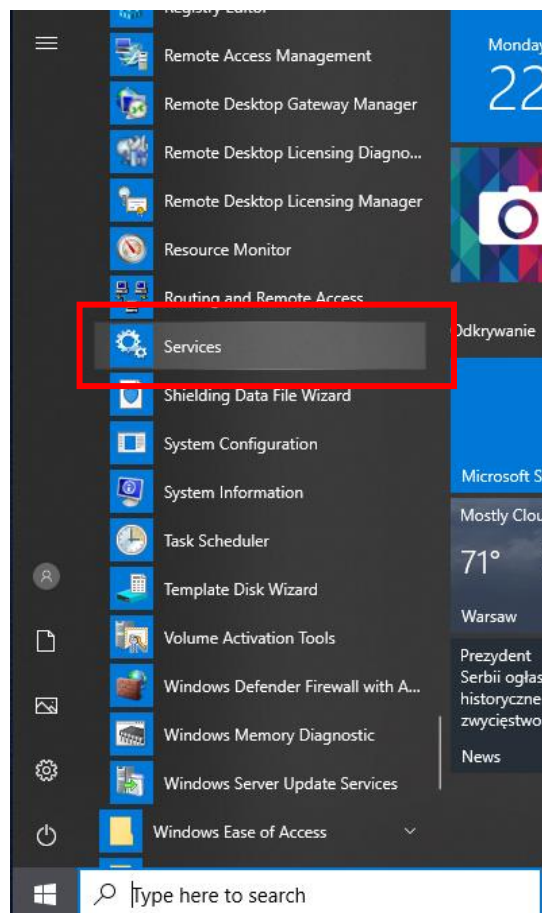 Registry Editor
Remote Access Management
Remote Desktop Gateway Manager
Remote Desktop Licensing Diagno...
Remote Desktop Licensing Manager
Resource Monitor
Routing and Remote Access
Services
Shielding Data File Wizard
System Configuration
System Information
Task Scheduler
Template Disk Wizard
Volume Activation Tools
Windows Defender Firewall with A...
Windows Memory Diagnostic
Windows Server Update Services
Windows Ease of Access
Type here to search
Monday
22
Odkrywanie
Microsoft S
Mostly Clou
71°
Warsaw
Prezydent
Serbii ogłas
historyczne
zwycięstwo
News